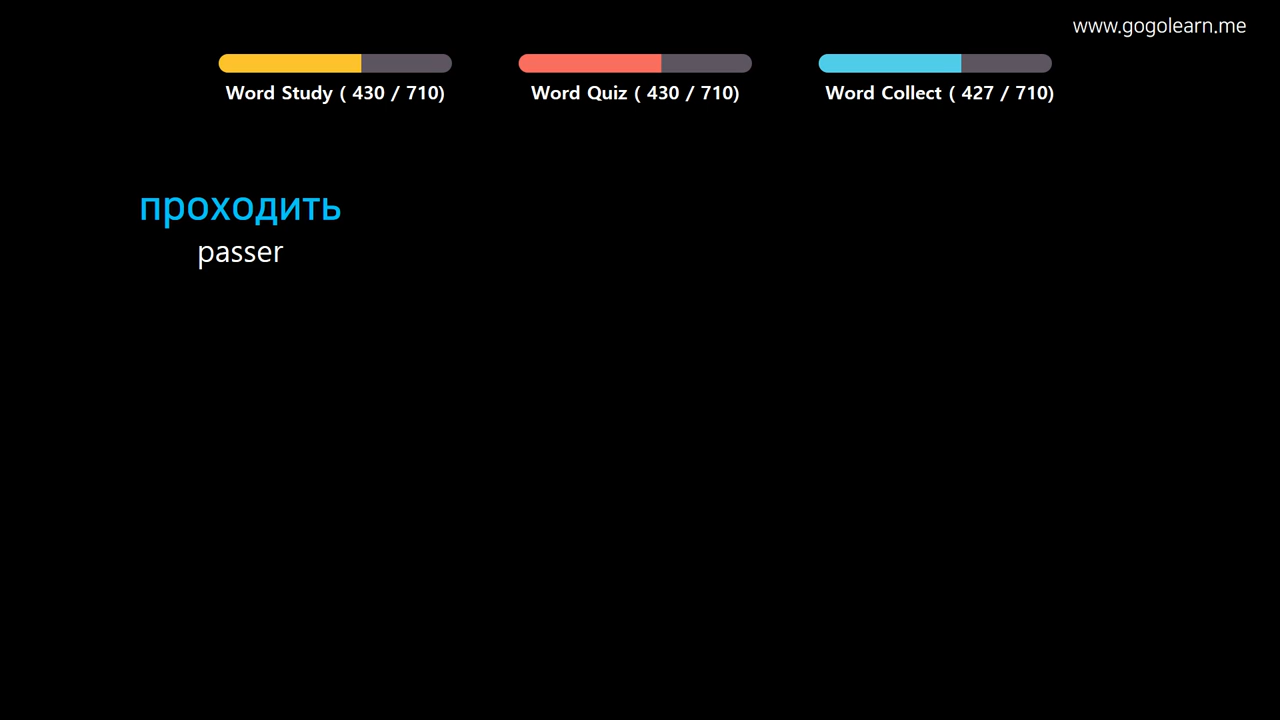 www.gogolearn.me
Word Study ( 430 / 710)
Word Quiz ( 430 / 710)
Word Collect ( 427 / 710)
проходить
passer